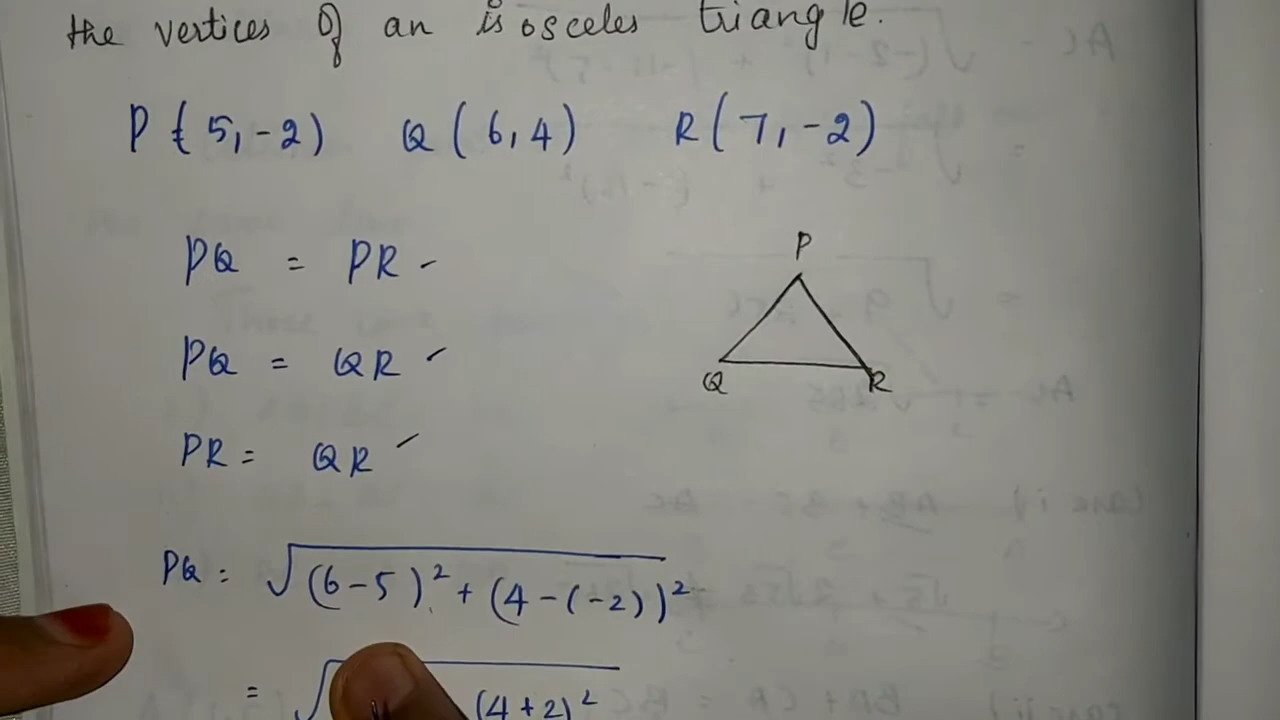 the vertices of an isosceles triangle.
P (5,-2) Q (6,4) R (7,-2)
PQ = PR
PQ = QR
PR = QR
P
Q R
PQ = √(6-5)² + (4-(-2))²
= √ (4+2)²